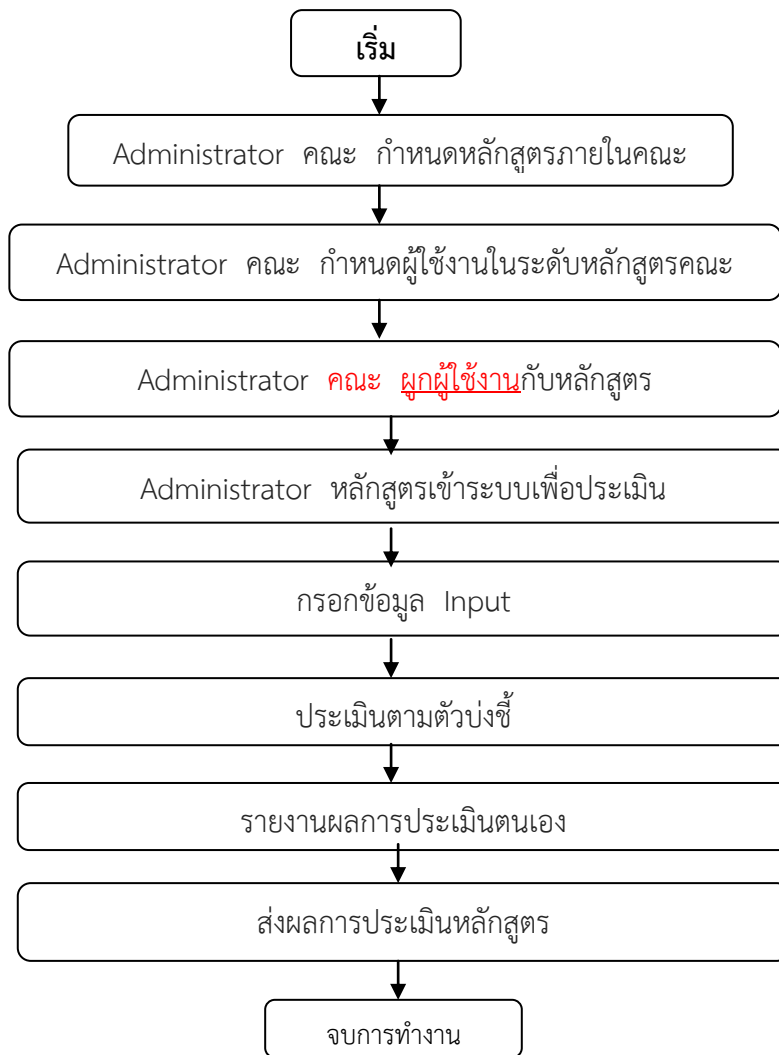 เริ่ม
Administrator คณะ กำหนดหลักสูตรภายในคณะ
Administrator คณะ กำหนดผู้ใช้งานในระดับหลักสูตรคณะ
Administrator คณะ ผูกผู้ใช้งานกับหลักสูตร
Administrator หลักสูตรเข้าระบบเพื่อประเมิน
กรอกข้อมูล Input
ประเมินตามตัวบ่งชี้
รายงานผลการประเมินตนเอง
ส่งผลการประเมินหลักสูตร
จบการทำงาน